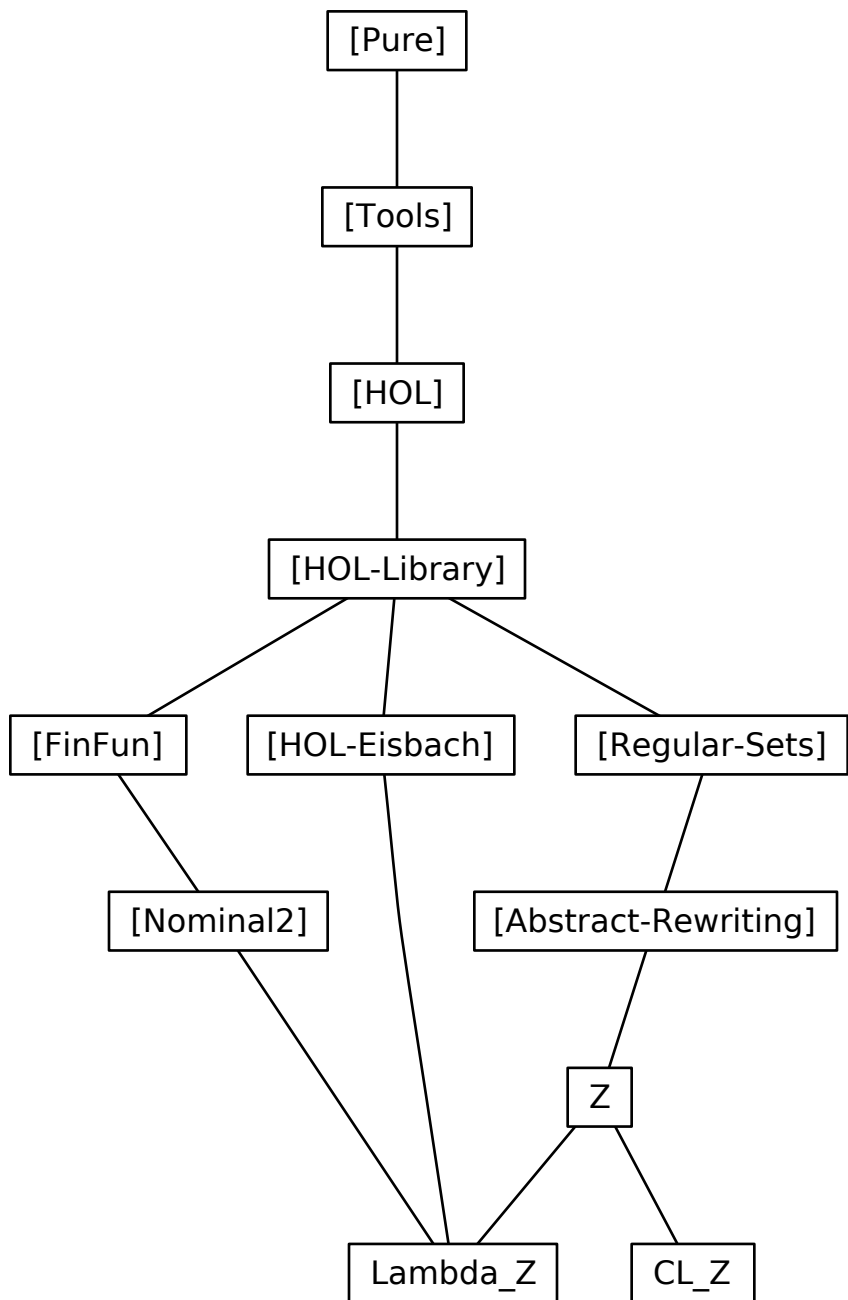 [Pure]
[Tools]
[HOL]
[HOL-Library]
[FinFun]
[HOL-Eisbach]
[Regular-Sets]
[Nominal2]
[Abstract-Rewriting]
Z
Lambda_Z
CL_Z